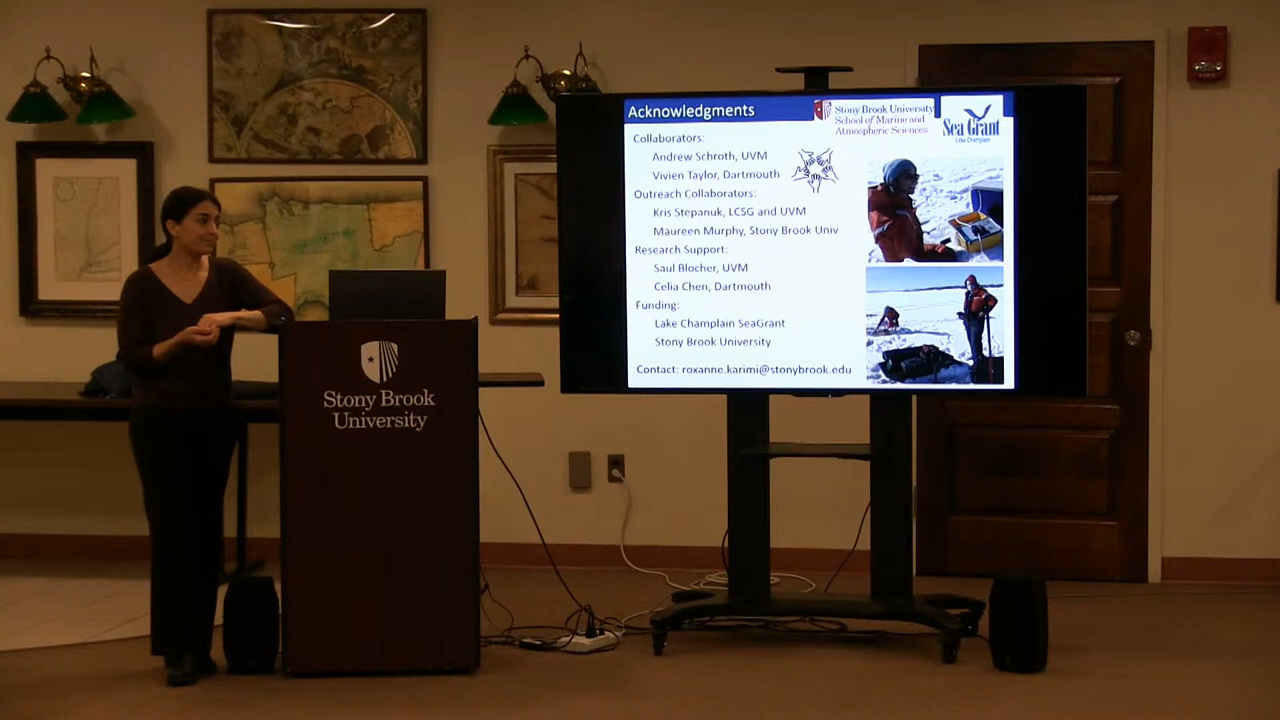 Acknowledgments
Stony Brook University
School of Marine and
Atmospheric Sciences
Sea Grant
Lake Champlain
Collaborators:
Andrew Schroth, UVM
Vivien Taylor, Dartmouth
Outreach Collaborators:
Kris Stepanuk, LCSG and UVM
Maureen Murphy, Stony Brook Univ
Research Support:
Saul Blocher, UVM
Celia Chen, Dartmouth
Funding:
Lake Champlain SeaGrant
Stony Brook University
Contact: roxanne.karimi@stonybrook.edu
Stony Brook
University